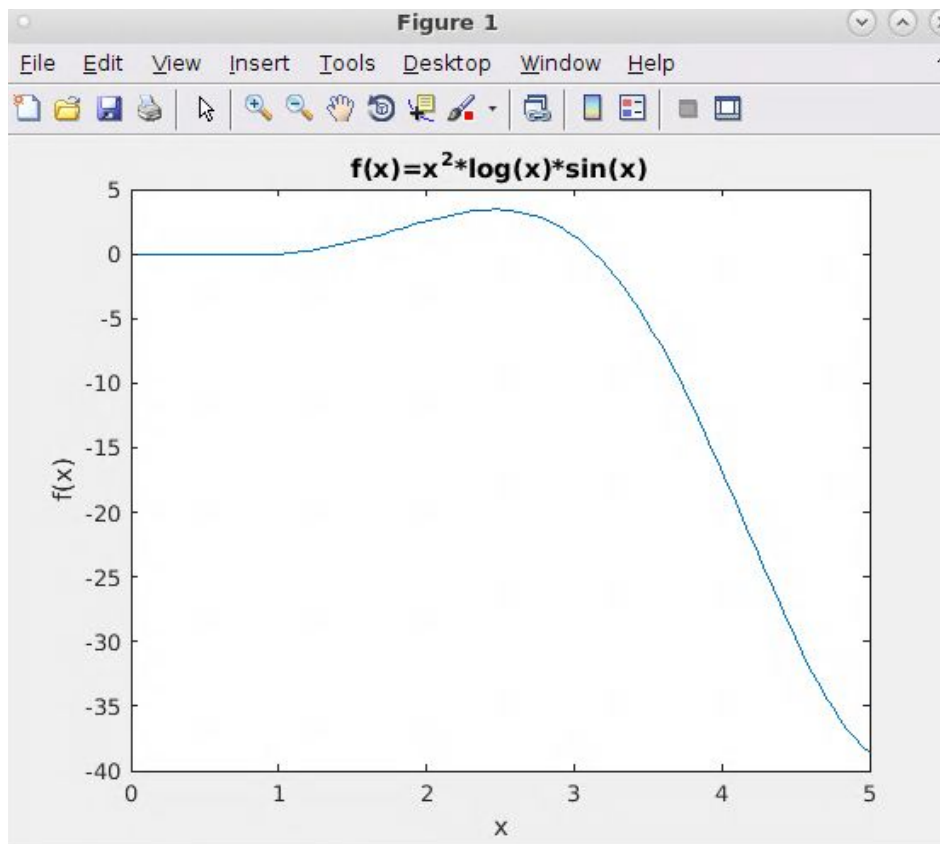 Figure 1
File Edit View Insert Tools Desktop Window Help
f(x)=x²*log(x)*sin(x)
5
0
-5
-10
-15
-20
-25
-30
-35
-40
f(x)
0 1 2 3 4 5
x